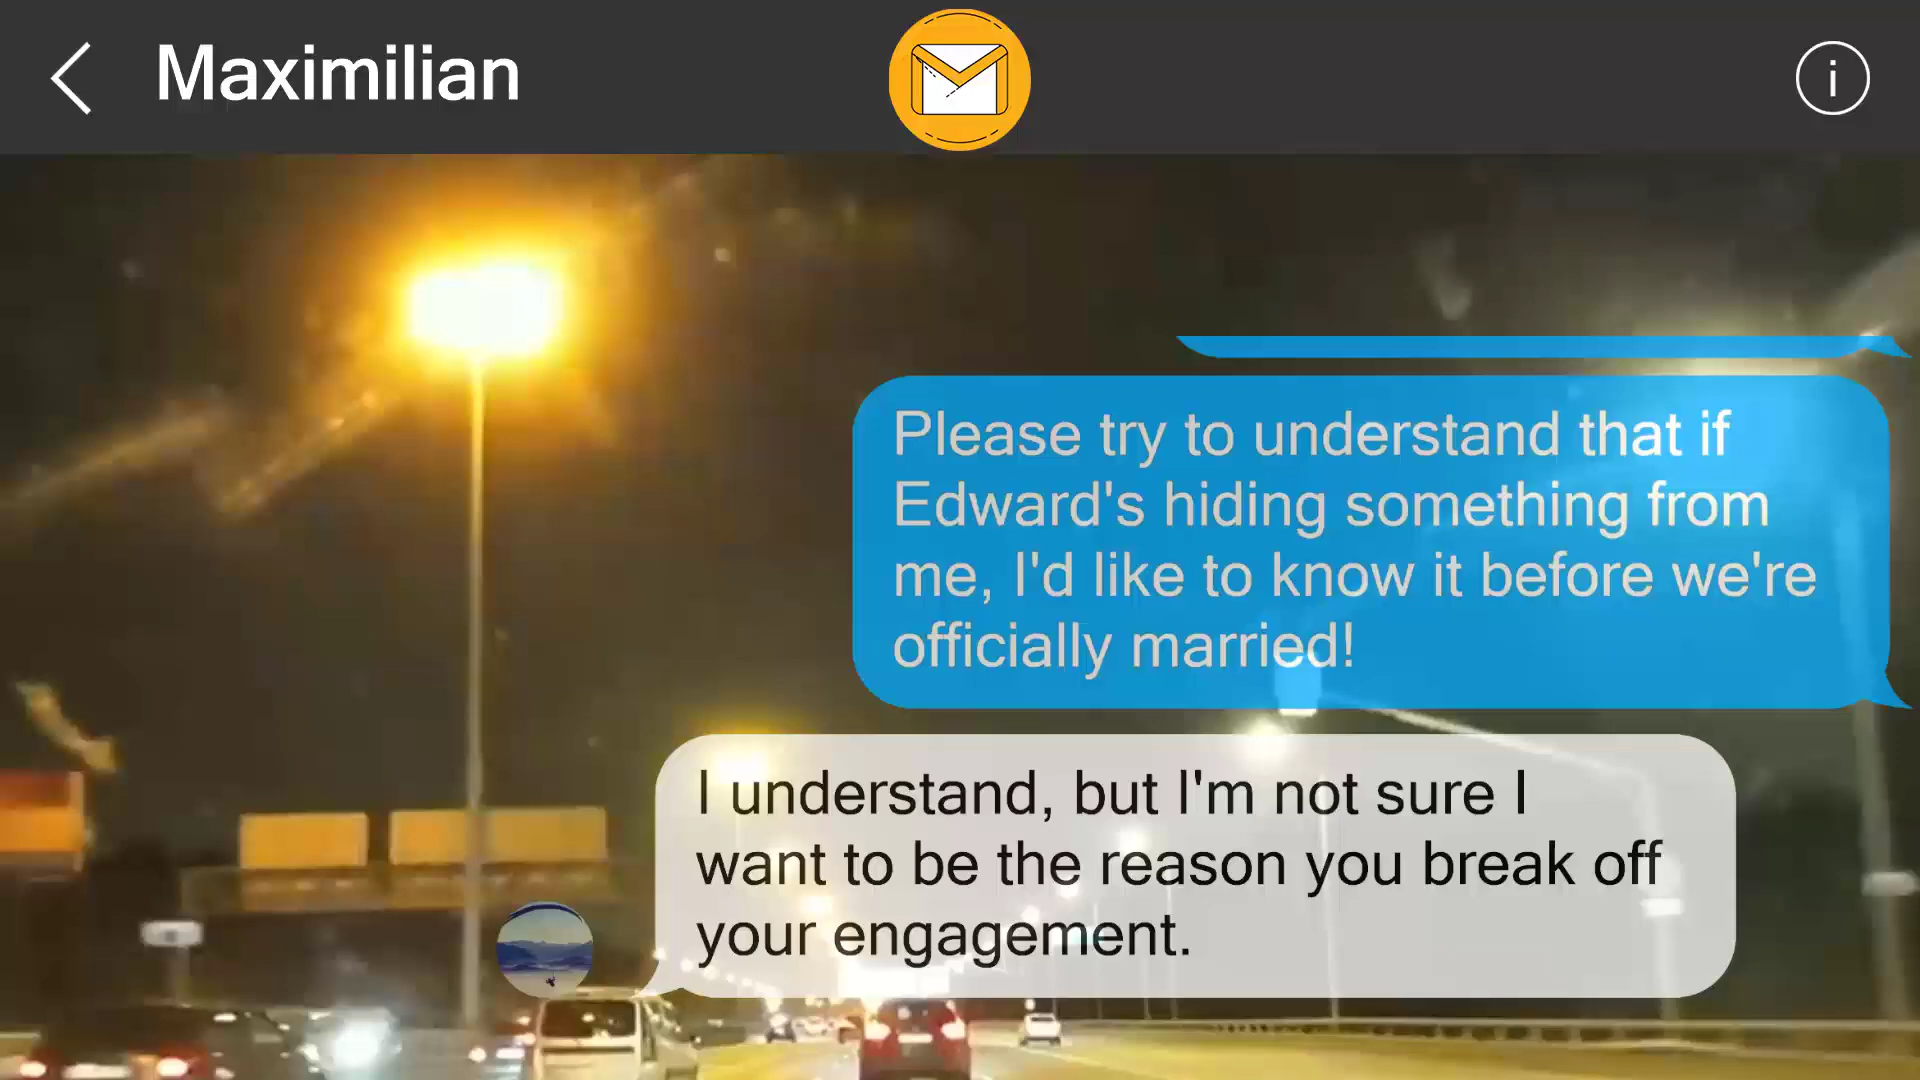 Maximilian
Please try to understand that if
Edward's hiding something from
me, I'd like to know it before we're
officially married!
I understand, but I'm not sure I
want to be the reason you break off
your engagement.